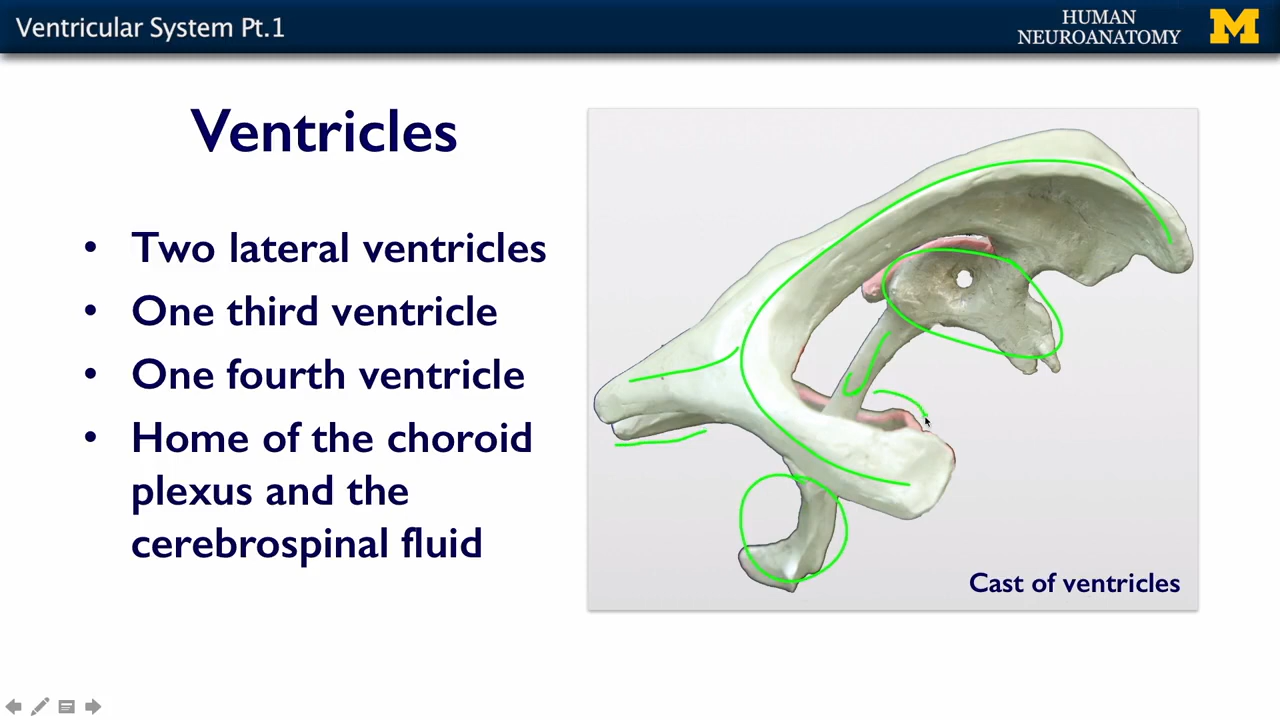 Ventricular System Pt.1
HUMAN
NEUROANATOMY
M
Ventricles
• Two lateral ventricles
• One third ventricle
• One fourth ventricle
• Home of the choroid
plexus and the
cerebrospinal fluid
Cast of ventricles